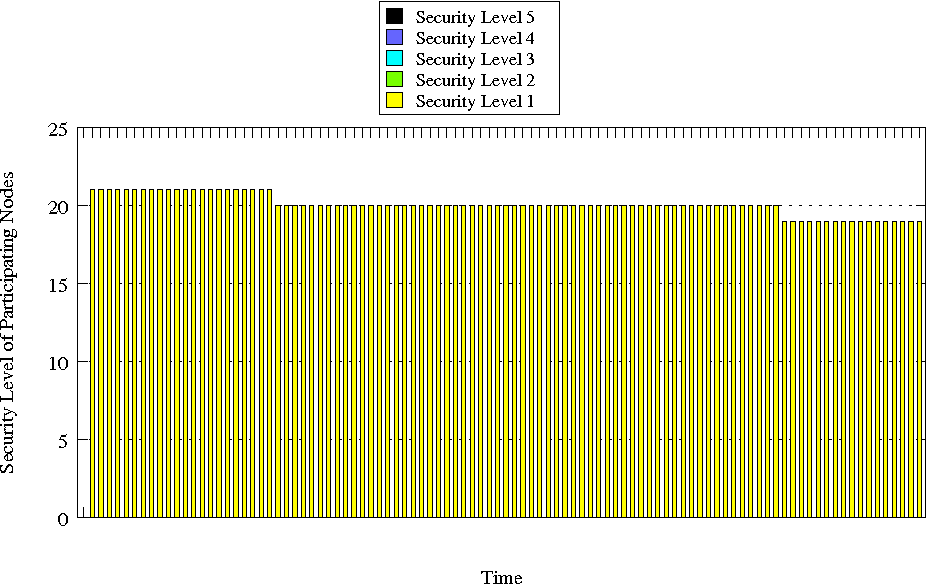 Security Level 5
Security Level 4
Security Level 3
Security Level 2
Security Level 1
25
20
15
10
5
0
Security Level of Participating Nodes
Time